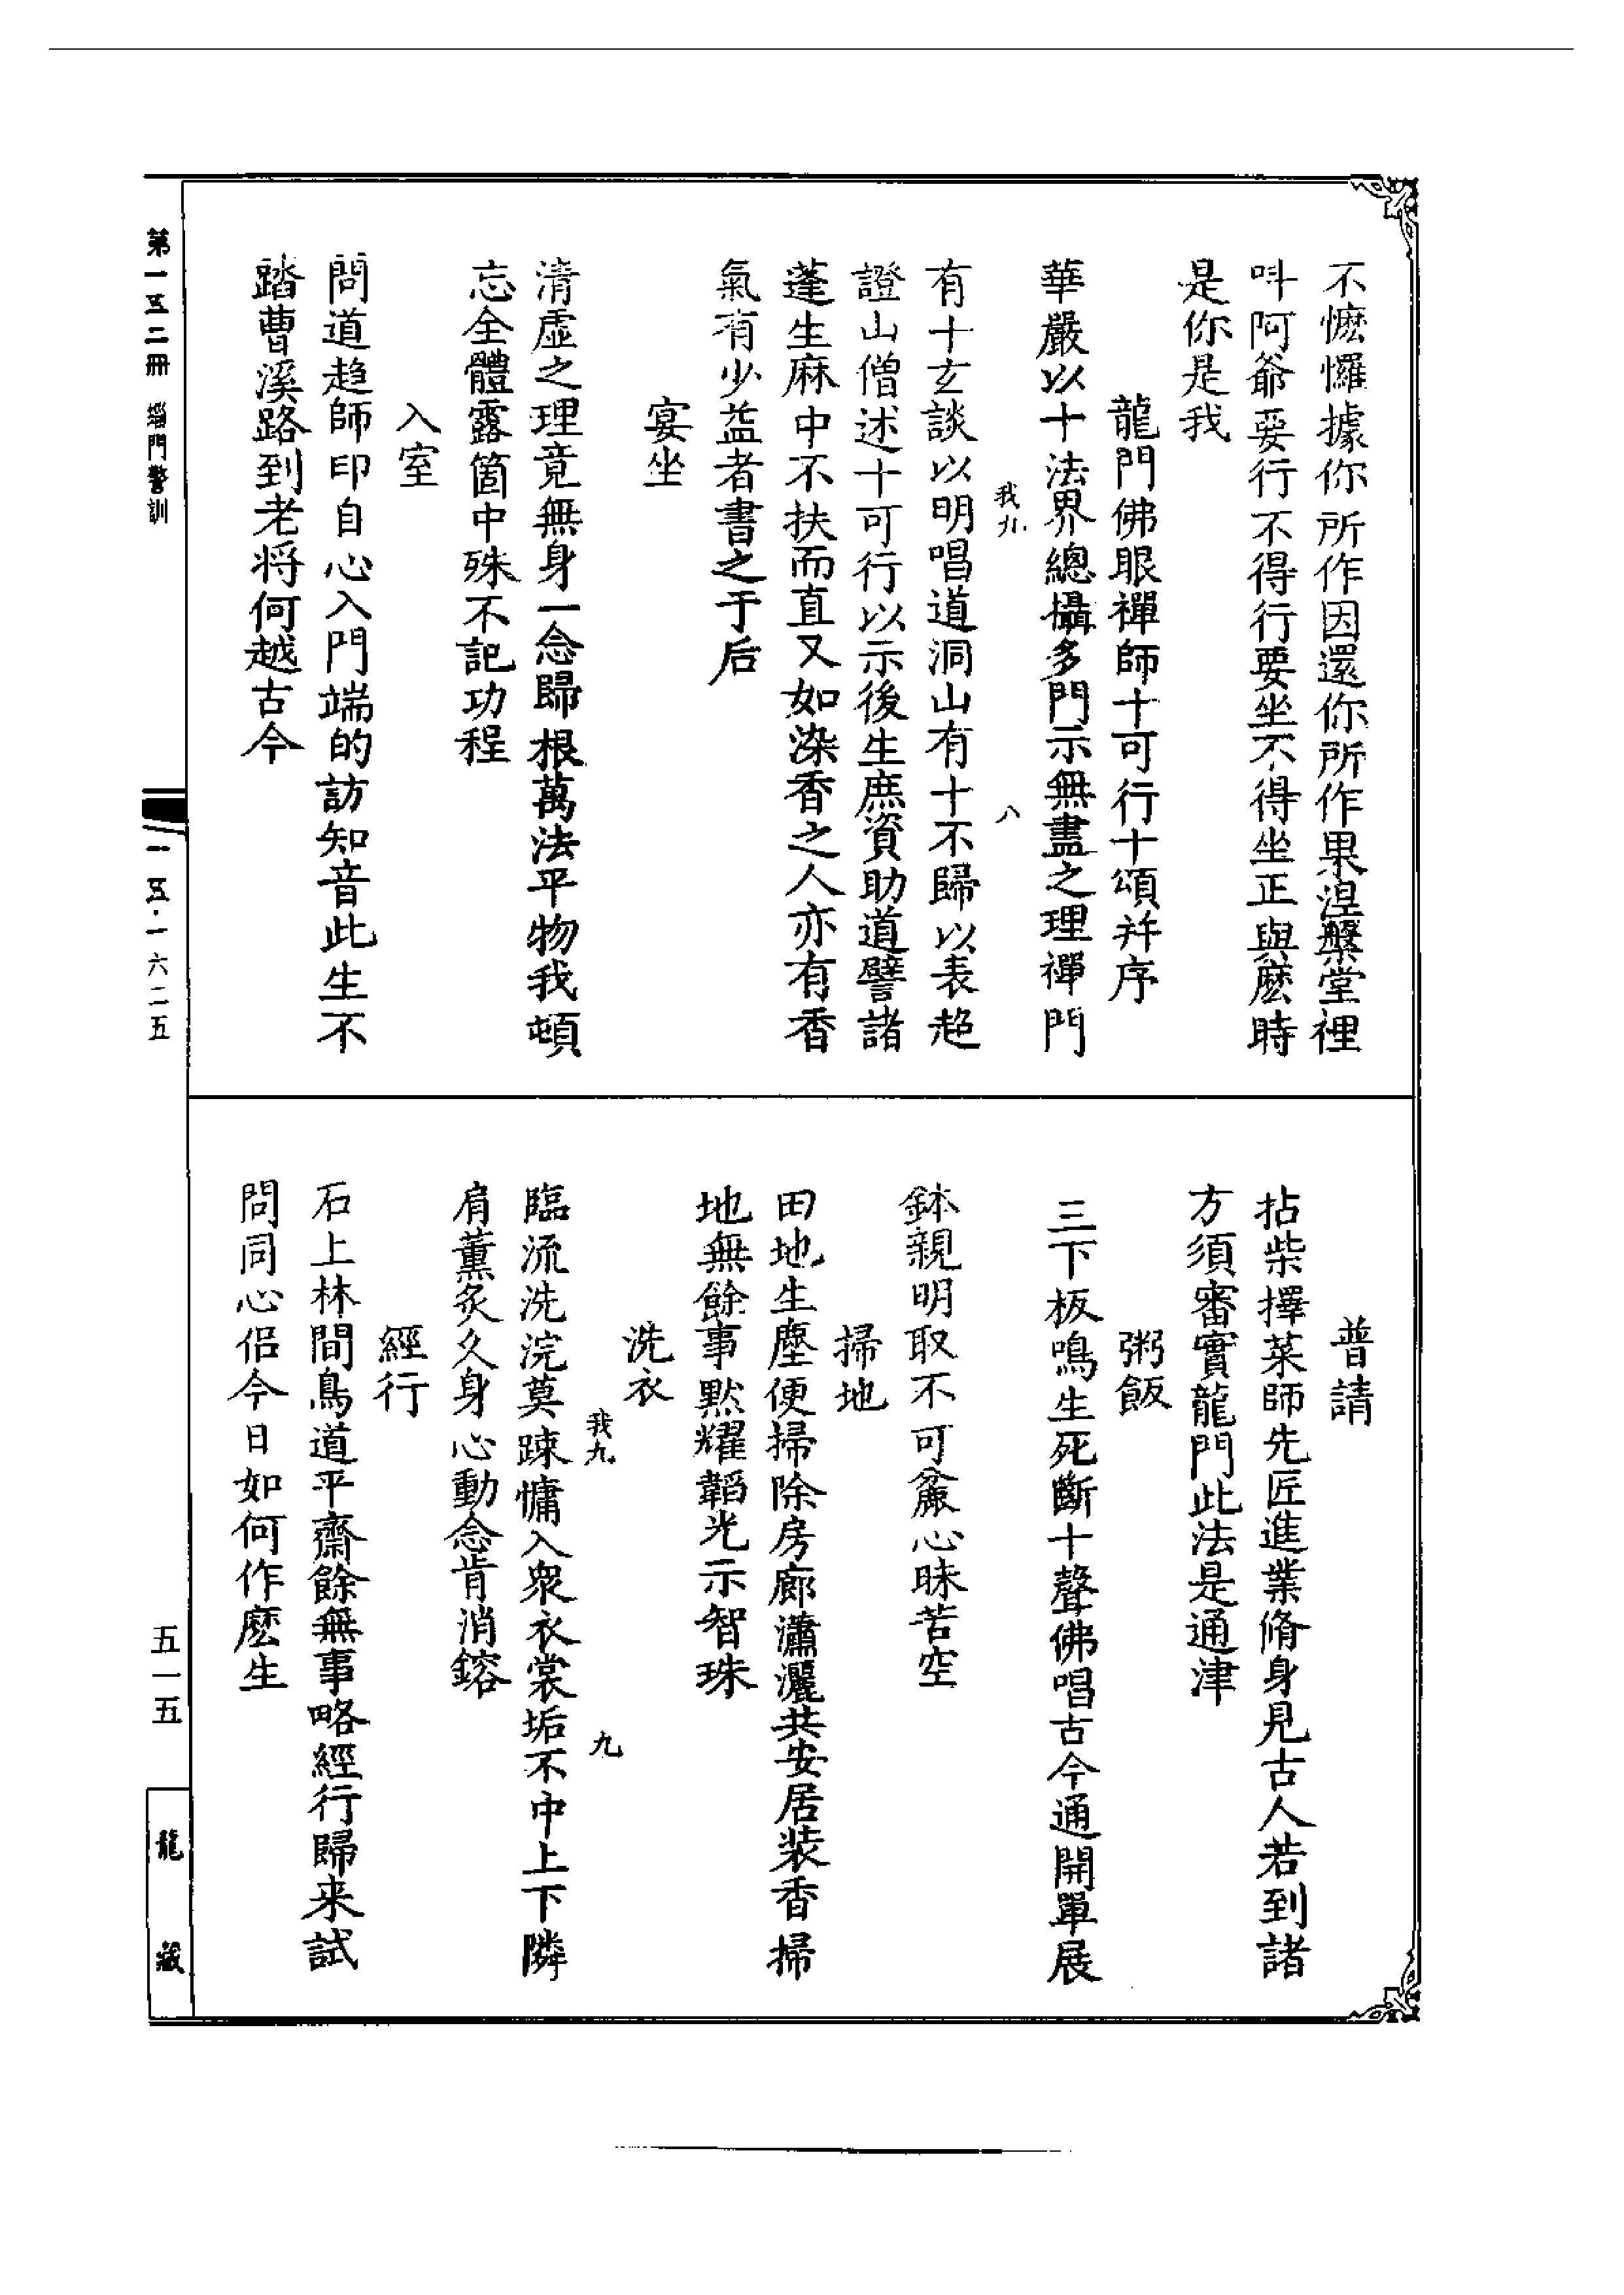 不㦬㦬據你所作因還你所作果涅槃堂裡
叫阿爺要行不得行要坐不得坐正與麽時
是你是我
龍門佛眼禪師十可行十頌并序
華嚴以十法界總攝多門示無盡之理禪門
我九
八
有十玄談以明唱道洞山有十不歸以表超
證山僧述十可行以示後生庶資助道譬諸
蓬生麻中不扶而直又如染香之人亦有香
氣有少益者書之于后
宴坐
清虛之理竟無身一念歸根萬法平物我頓
忘全體露箇中殊不記功程
入室
問道趋師印自心入門端的訪知音此生不
踏曹溪路到老将何越古今
普請
拈柴擇菜師先匠進業脩身見古人若到諸
方須審實龍門此法是通津
粥飯
三下板鳴生死斷十聲佛唱古今通開單展
鉢親明取不可麄心昧苦空
掃地
田地生塵便掃除房廊瀟灑共安居裝香掃
地無餘事黙耀韜光示智珠
洗衣
我九
九
臨流洗浣莫踈慵入衆衣裳垢不中上下隣
肩薰炙久身心動念肯消鎔
經行
石上林間鳥道平齋餘無事略經行歸来試
問同心侣今日如何作麽生
第一五二冊 緇門警訓
一五·一六二五
五一五
龍藏